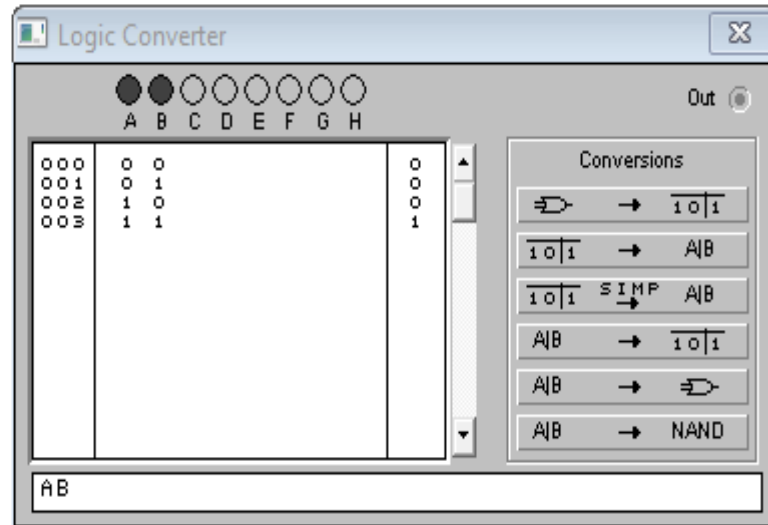 Logic Converter
Out
A B C D E F G H
000 0 0 0
001 0 1 0
002 1 0 0
003 1 1 1
Conversions
→ 1 0|1
1 0|1 → A|B
1 0|1 SIMP → A|B
A|B → 1 0|1
A|B →
A|B → NAND
AB